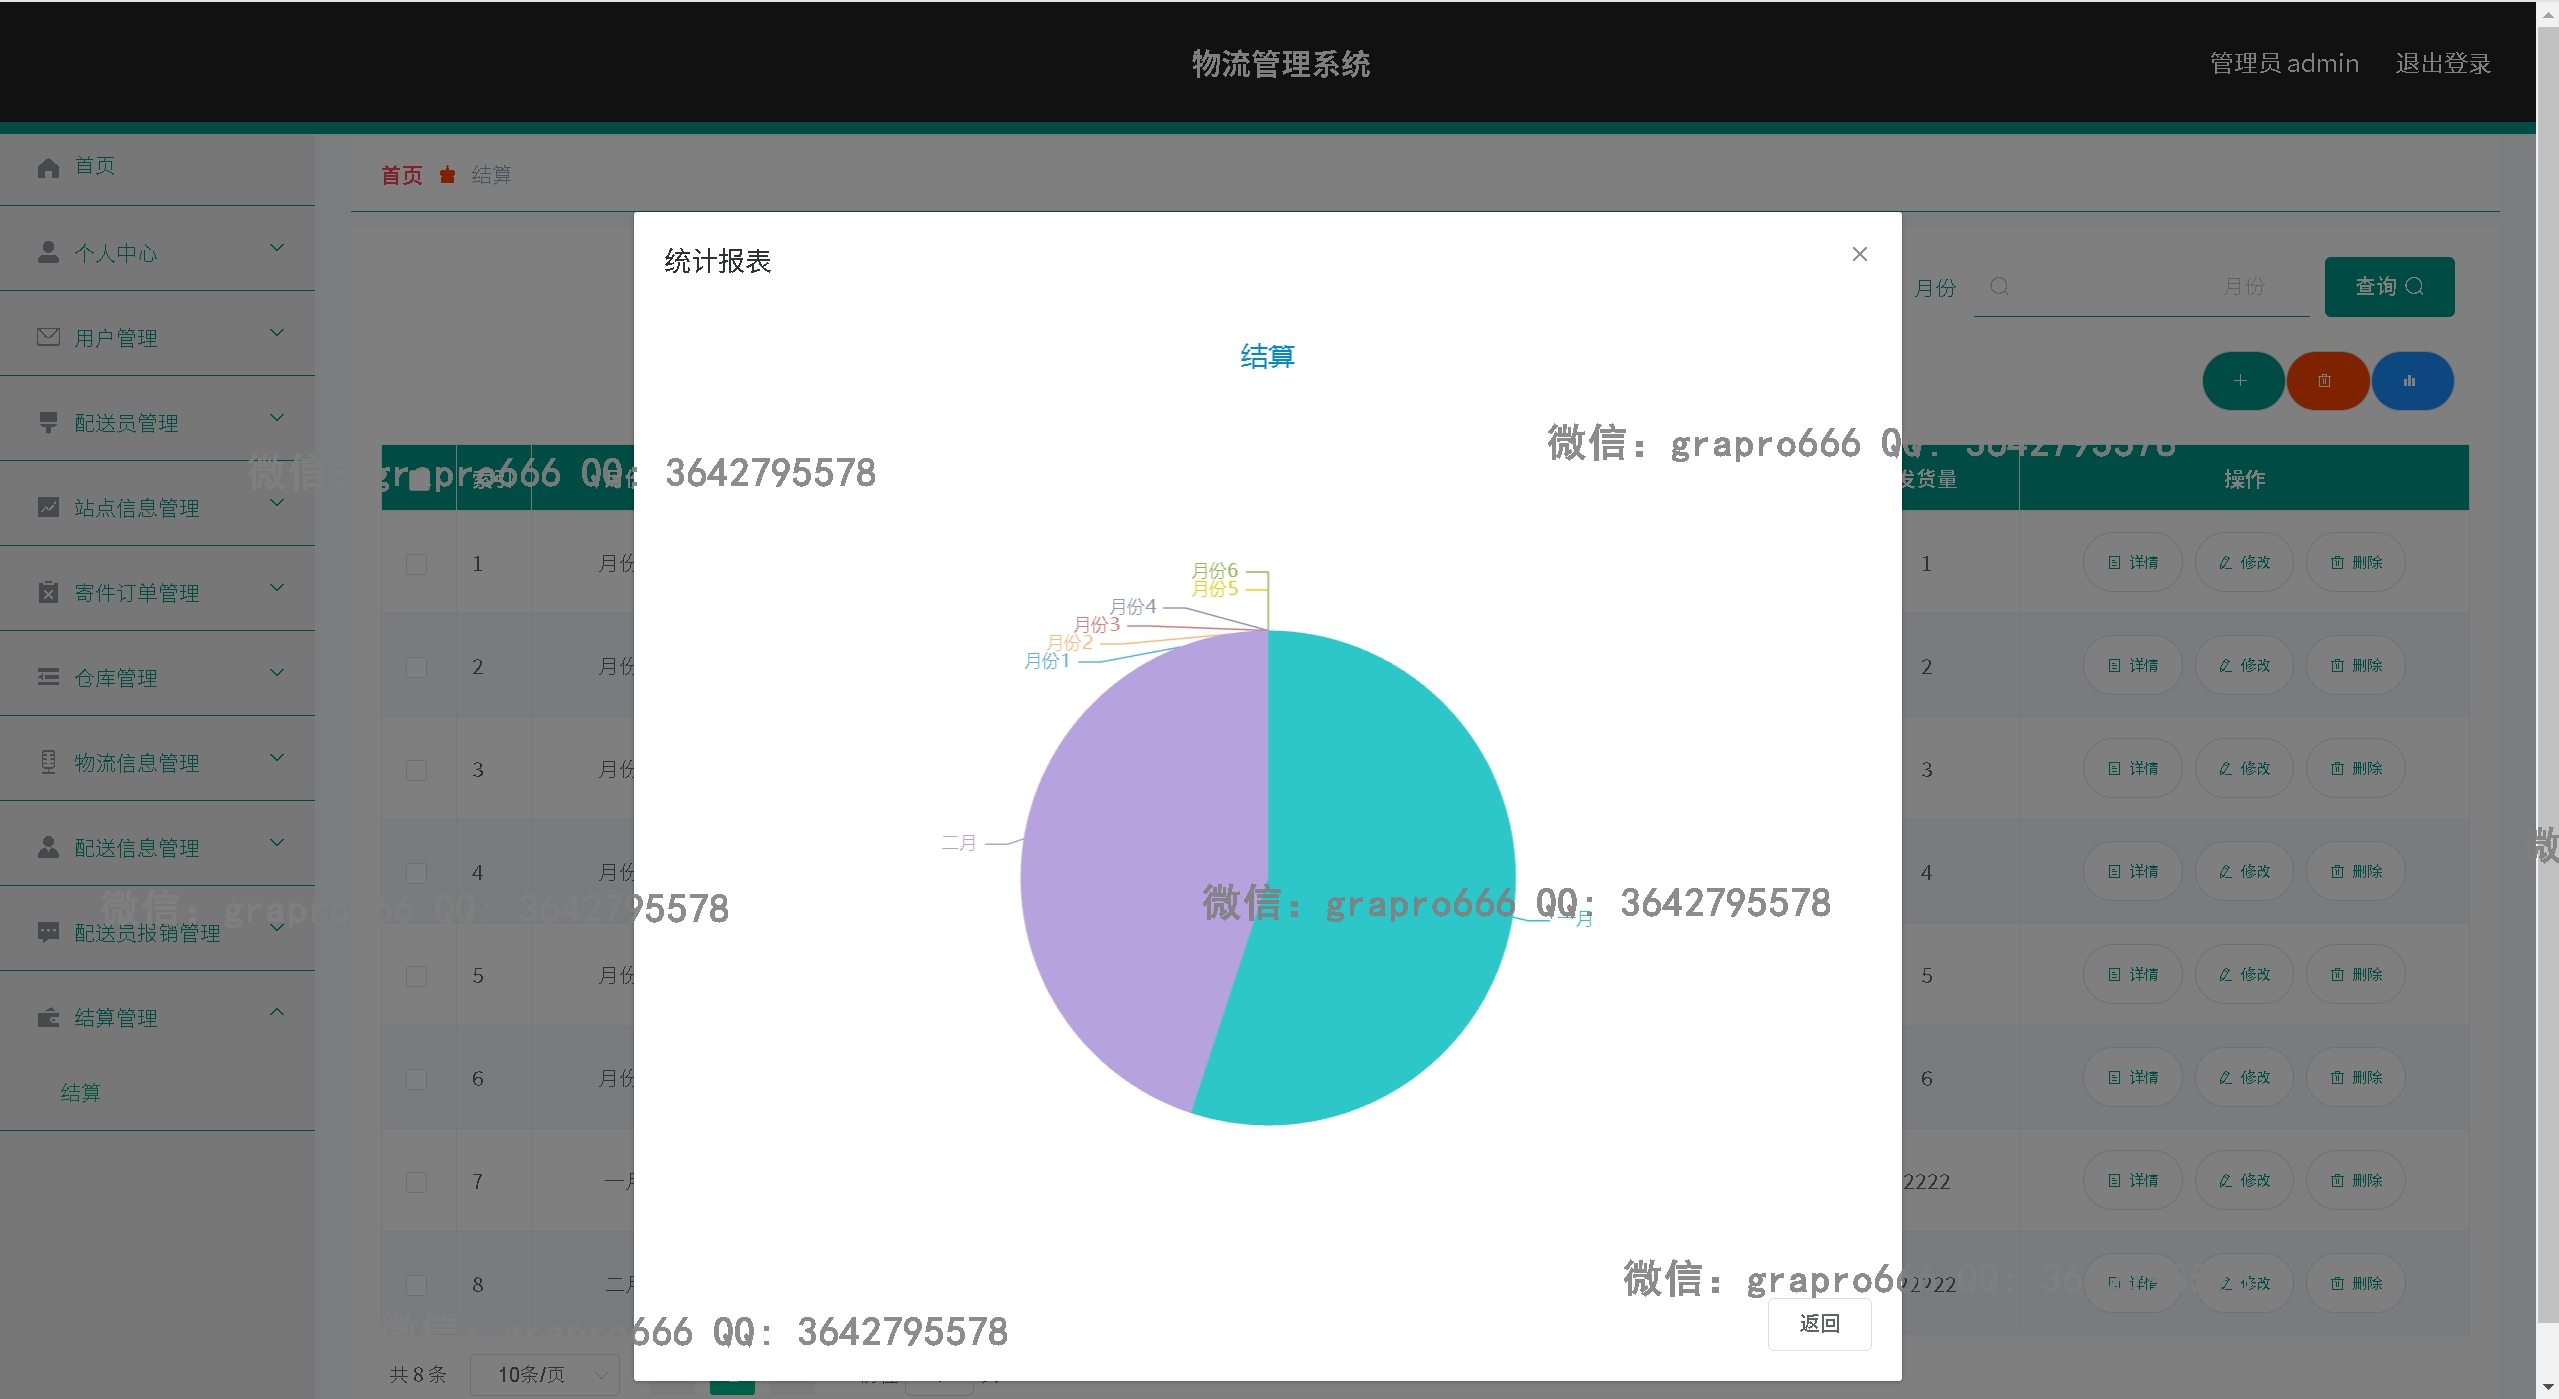 物流管理系统
管理员 admin 退出登录
首页
首页 结算
个人中心
用户管理
配送员管理
站点信息管理
寄件订单管理
仓库管理
物流信息管理
配送信息管理
配送员报销管理
结算管理
结算
统计报表
结算
月份 月份 查询
微信: grapro666 QQ: 3642795578
微信: grapro666 QQ: 3642795578
发货量 操作
月份6
月份5
月份4
月份3
月份2
月份1
二月
一月
微信: grapro666 QQ: 3642795578
微信: grapro666 QQ: 3642795578
1 月份 1 详情 修改 删除
2 月份 2 详情 修改 删除
3 月份 3 详情 修改 删除
4 月份 4 详情 修改 删除
5 月份 5 详情 修改 删除
6 月份 6 详情 修改 删除
7 一月 2222 详情 修改 删除
8 二月 详情 修改 删除
微信: grapro666 QQ: 36
微信: grapro666 QQ: 3642795578
微
返回
共 8 条 10条/页